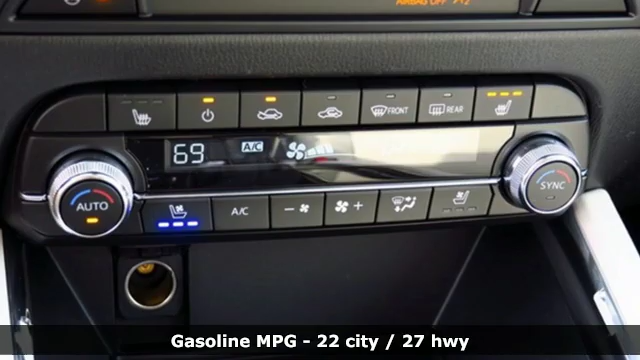 AIRBAG OFF
FRONT
REAR
69
A/C
AUTO
A/C
SYNC
Gasoline MPG - 22 city / 27 hwy